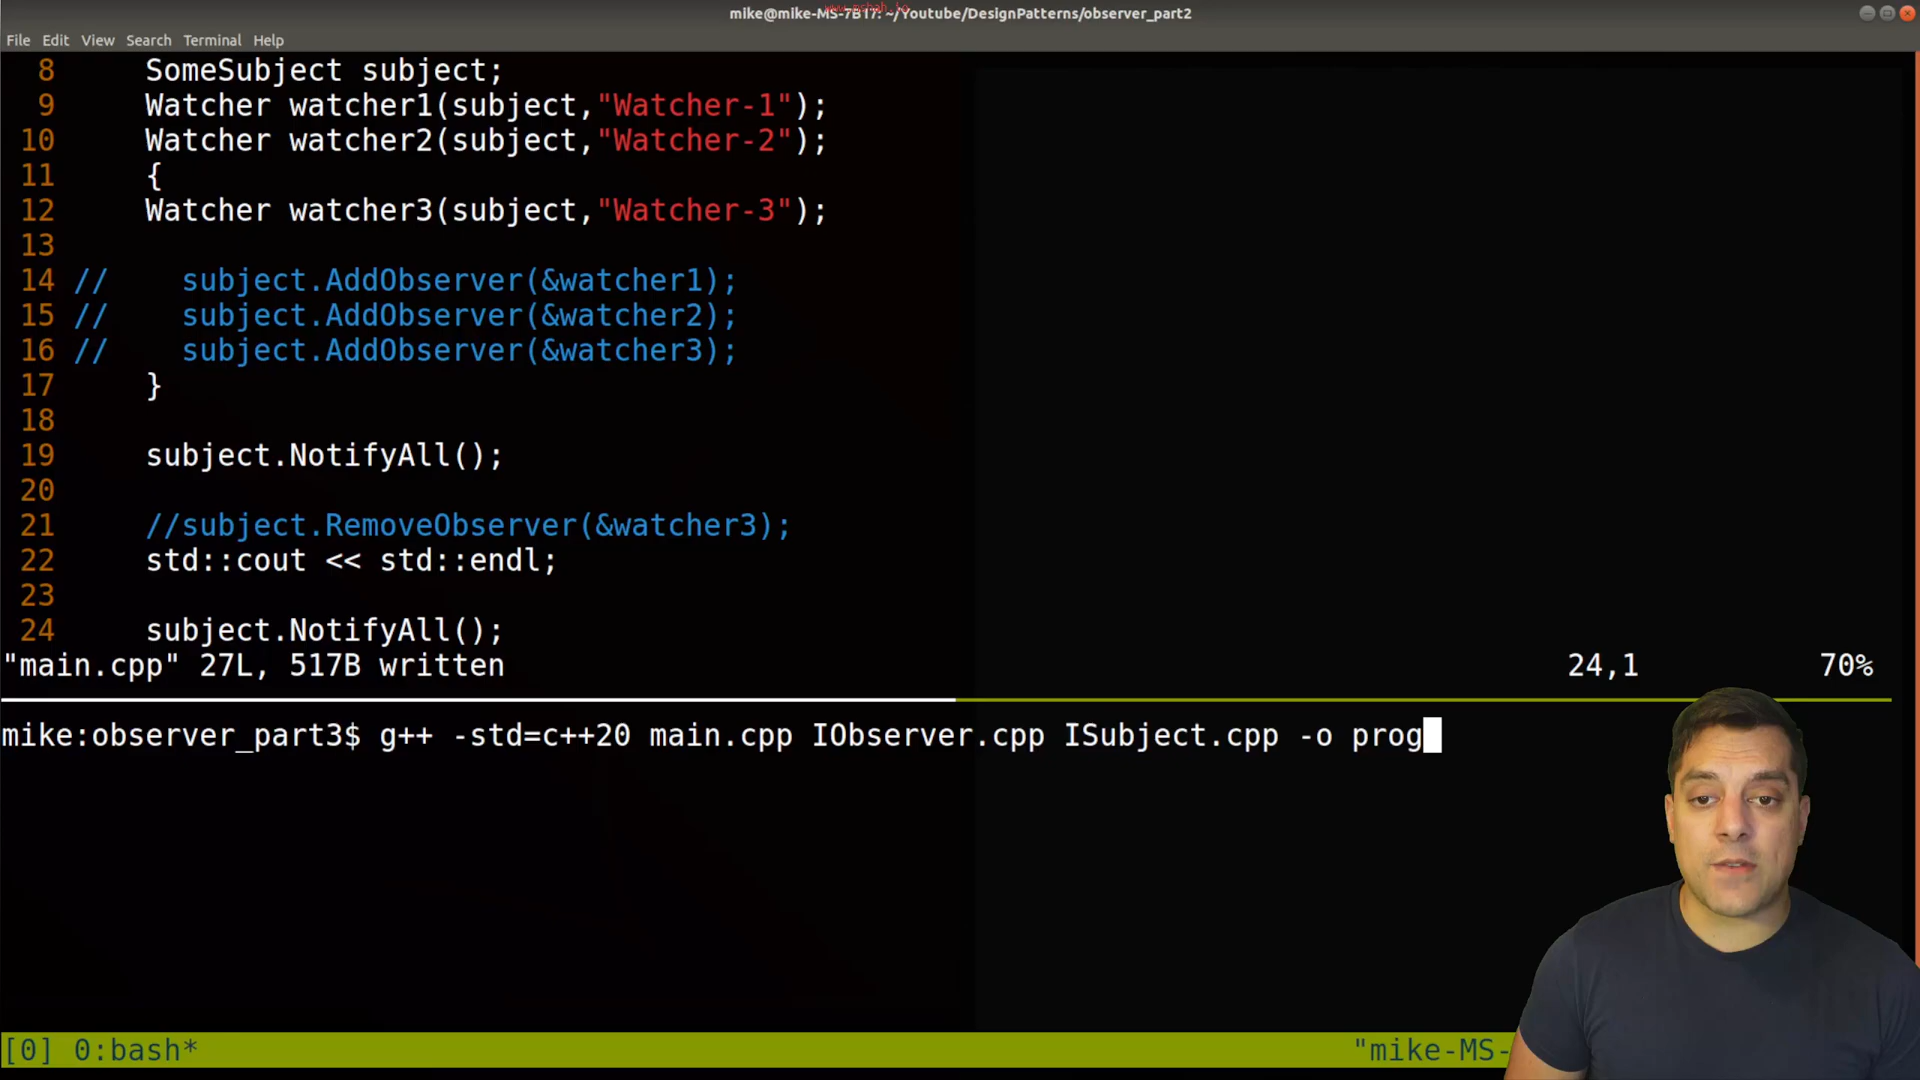 www.mshah.io
mike@mike-MS-7B17: ~/Youtube/DesignPatterns/observer_part2
File Edit View Search Terminal Help
8 SomeSubject subject;
9 Watcher watcher1(subject,"Watcher-1");
10 Watcher watcher2(subject,"Watcher-2");
11 {
12 Watcher watcher3(subject,"Watcher-3");
13
14 // subject.AddObserver(&watcher1);
15 // subject.AddObserver(&watcher2);
16 // subject.AddObserver(&watcher3);
17 }
18
19 subject.NotifyAll();
20
21 //subject.RemoveObserver(&watcher3);
22 std::cout << std::endl;
23
24 subject.NotifyAll();
"main.cpp" 27L, 517B written 24,1 70%
mike:observer_part3$ g++ -std=c++20 main.cpp IObserver.cpp ISubject.cpp -o prog
[0] 0:bash* "mike-MS-